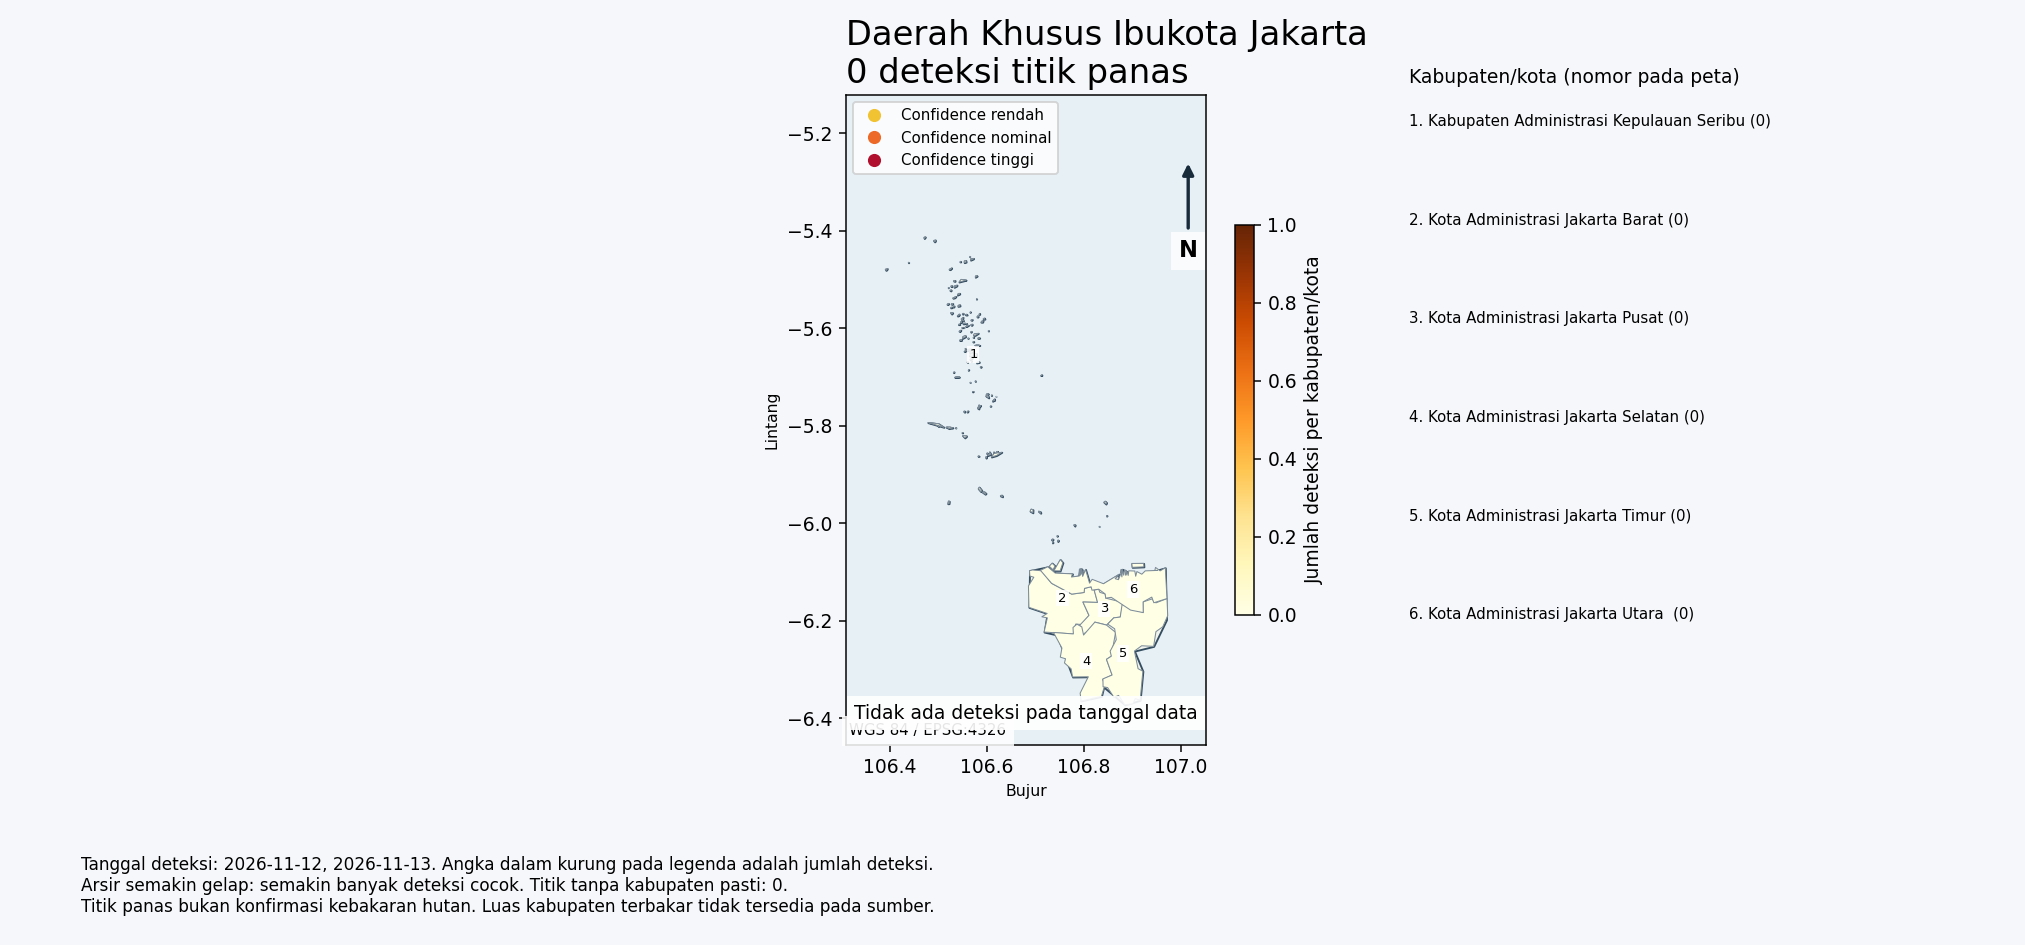 Daerah Khusus Ibukota Jakarta
0 deteksi titik panas
Confidence rendah
Confidence nominal
Confidence tinggi
N
−5.2
−5.4
−5.6
−5.8
−6.0
−6.2
−6.4
Lintang
1
2
3
6
4
5
Tidak ada deteksi pada tanggal data
WGS 84 / EPSG:4326
106.4
106.6
106.8
107.0
Bujur
1.0
0.8
0.6
0.4
0.2
0.0
Jumlah deteksi per kabupaten/kota
Kabupaten/kota (nomor pada peta)
1. Kabupaten Administrasi Kepulauan Seribu (0)
2. Kota Administrasi Jakarta Barat (0)
3. Kota Administrasi Jakarta Pusat (0)
4. Kota Administrasi Jakarta Selatan (0)
5. Kota Administrasi Jakarta Timur (0)
6. Kota Administrasi Jakarta Utara  (0)
Tanggal deteksi: 2026-11-12, 2026-11-13. Angka dalam kurung pada legenda adalah jumlah deteksi.
Arsir semakin gelap: semakin banyak deteksi cocok. Titik tanpa kabupaten pasti: 0.
Titik panas bukan konfirmasi kebakaran hutan. Luas kabupaten terbakar tidak tersedia pada sumber.